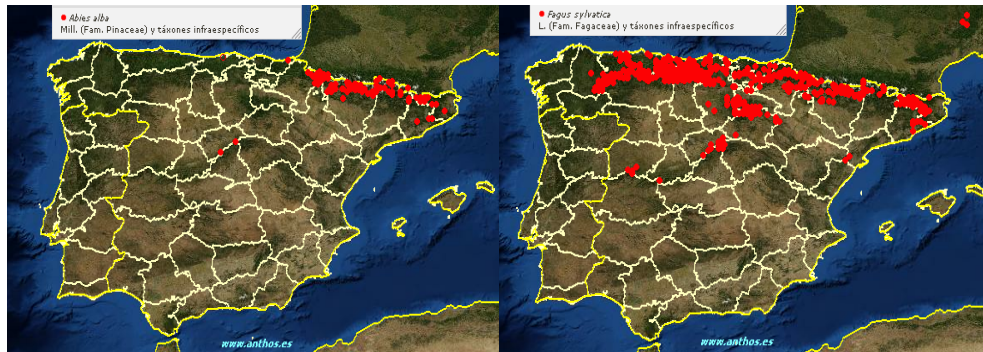 Abies alba
Mill. (Fam. Pinaceae) y táxones infraespecíficos
www.anthos.es
Fagus sylvatica
L. (Fam. Fagaceae) y táxones infraespecíficos
www.anthos.es